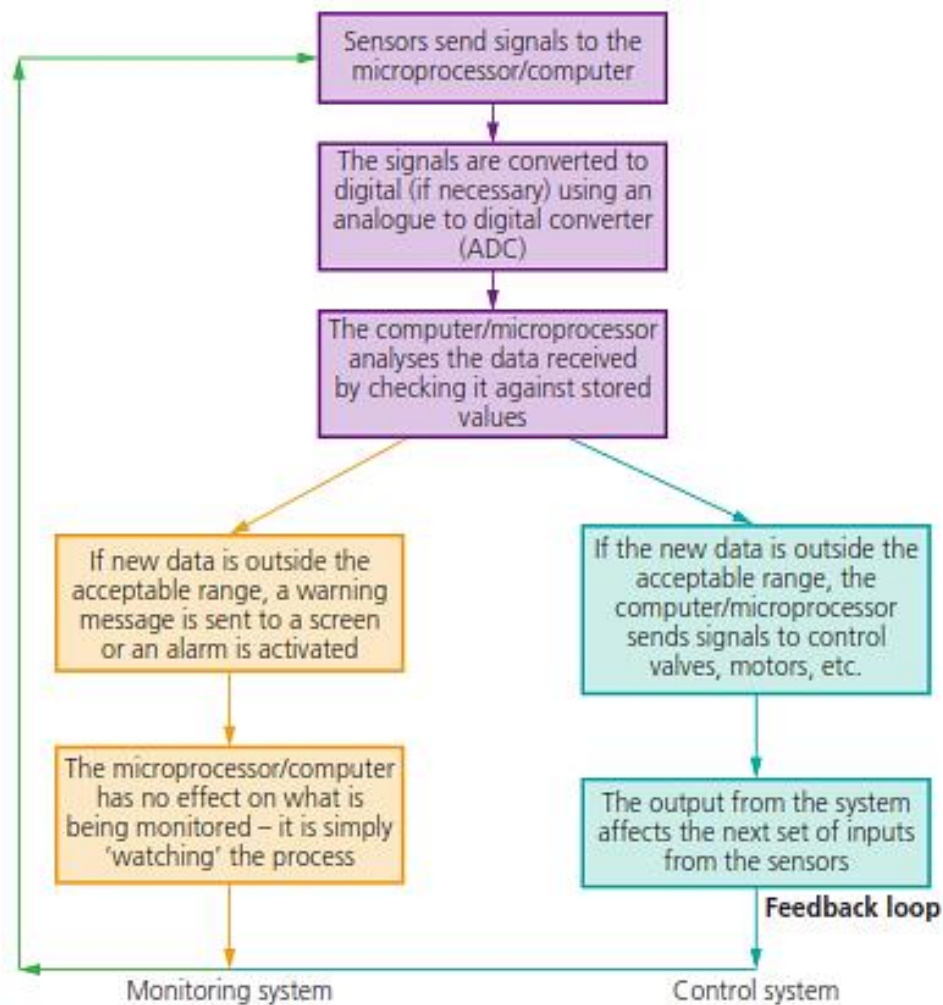 Sensors send signals to the
microprocessor/computer
The signals are converted to
digital (if necessary) using an
analogue to digital converter
(ADC)
The computer/microprocessor
analyses the data received
by checking it against stored
values
If new data is outside the
acceptable range, a warning
message is sent to a screen
or an alarm is activated
The microprocessor/computer
has no effect on what is
being monitored – it is simply
‘watching’ the process
If the new data is outside the
acceptable range, the
computer/microprocessor
sends signals to control
valves, motors, etc.
The output from the system
affects the next set of inputs
from the sensors
Feedback loop
Monitoring system
Control system